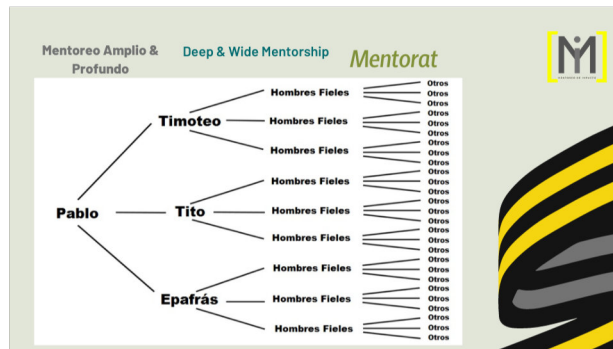 Mentoreo Amplio &
Profundo
Deep & Wide Mentorship
Mentorat
Pablo
Timoteo
Hombres Fieles
Otros
Otros
Otros
Hombres Fieles
Otros
Otros
Otros
Hombres Fieles
Otros
Otros
Otros
Tito
Hombres Fieles
Otros
Otros
Otros
Hombres Fieles
Otros
Otros
Otros
Hombres Fieles
Otros
Otros
Otros
Epafrás
Hombres Fieles
Otros
Otros
Otros
Hombres Fieles
Otros
Otros
Otros
Hombres Fieles
Otros
Otros
Otros